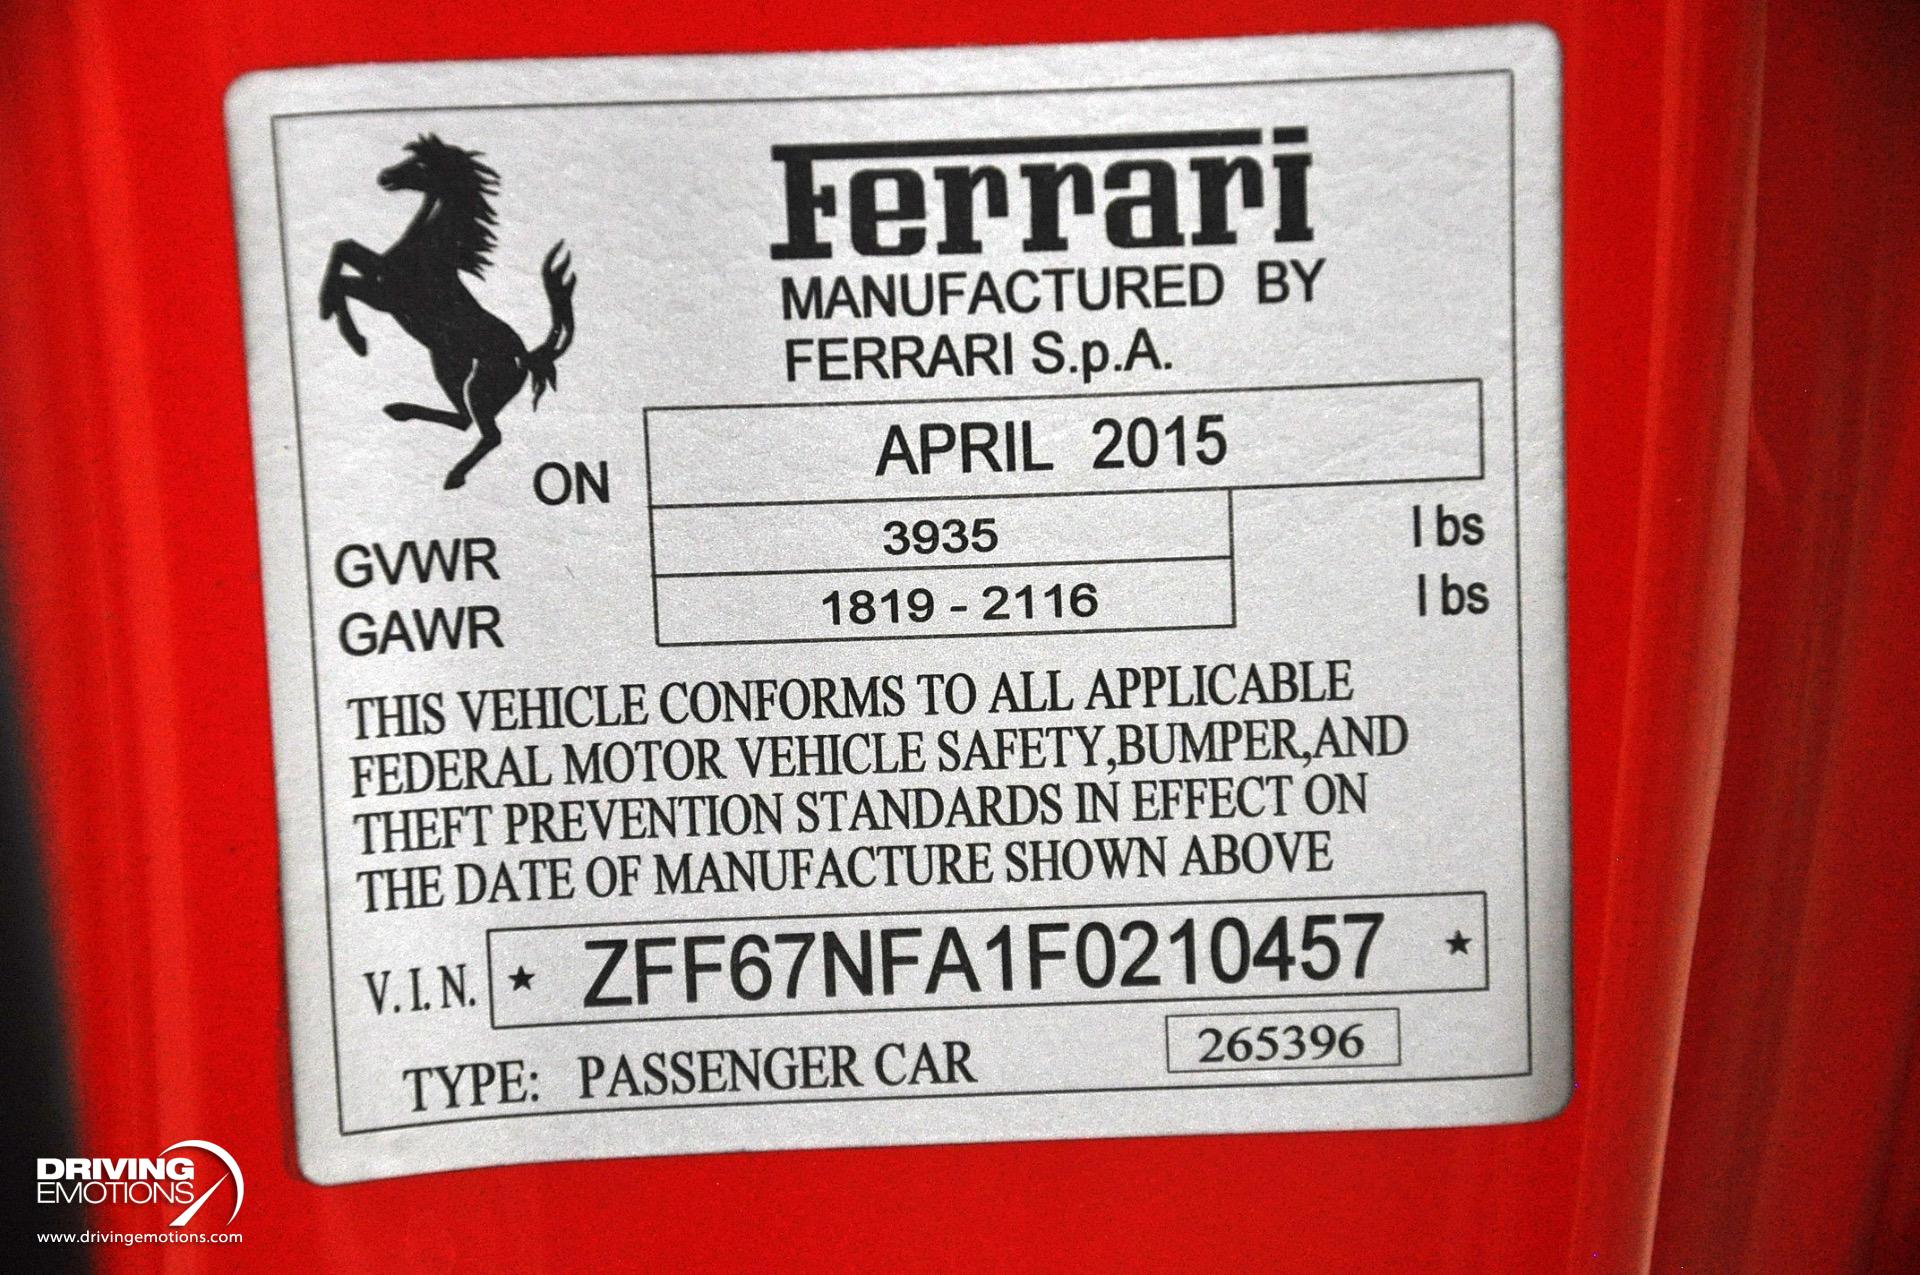 Ferrari
MANUFACTURED BY
FERRARI S.p.A.
ON APRIL 2015
GVWR 3935 lbs
GAWR 1819 - 2116 lbs
THIS VEHICLE CONFORMS TO ALL APPLICABLE
FEDERAL MOTOR VEHICLE SAFETY,BUMPER,AND
THEFT PREVENTION STANDARDS IN EFFECT ON
THE DATE OF MANUFACTURE SHOWN ABOVE
V.I.N. ★ ZFF67NFA1F0210457 ★
TYPE: PASSENGER CAR 265396
DRIVING
EMOTIONS
www.drivingemotions.com